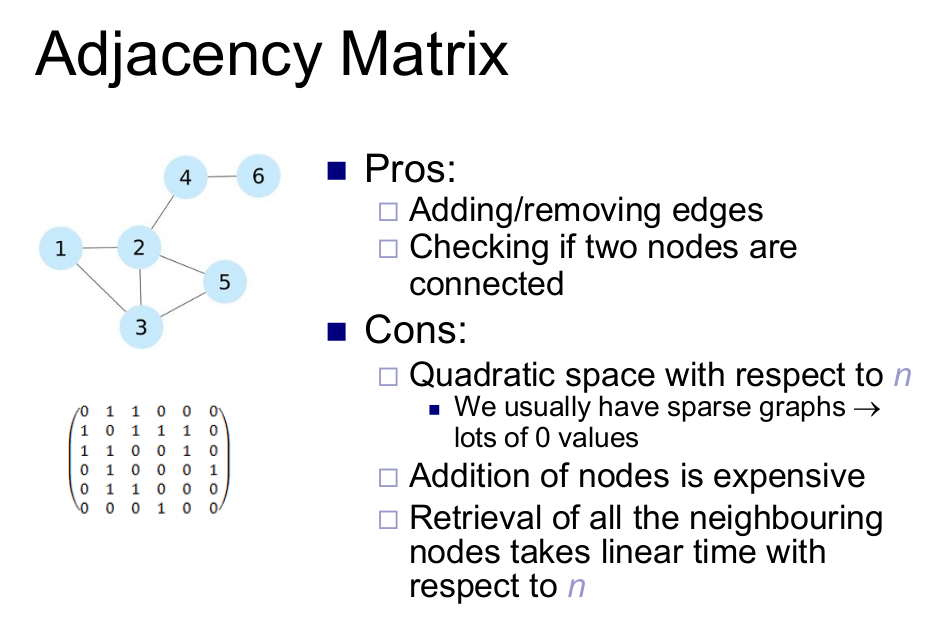 Adjacency Matrix
4 6
1 2
5
3
0 1 1 0 0 0
1 0 1 1 1 0
1 1 0 0 1 0
0 1 0 0 0 1
0 1 1 0 0 0
0 0 0 1 0 0
Pros:
Adding/removing edges
Checking if two nodes are
connected
Cons:
Quadratic space with respect to n
We usually have sparse graphs →
lots of 0 values
Addition of nodes is expensive
Retrieval of all the neighbouring
nodes takes linear time with
respect to n